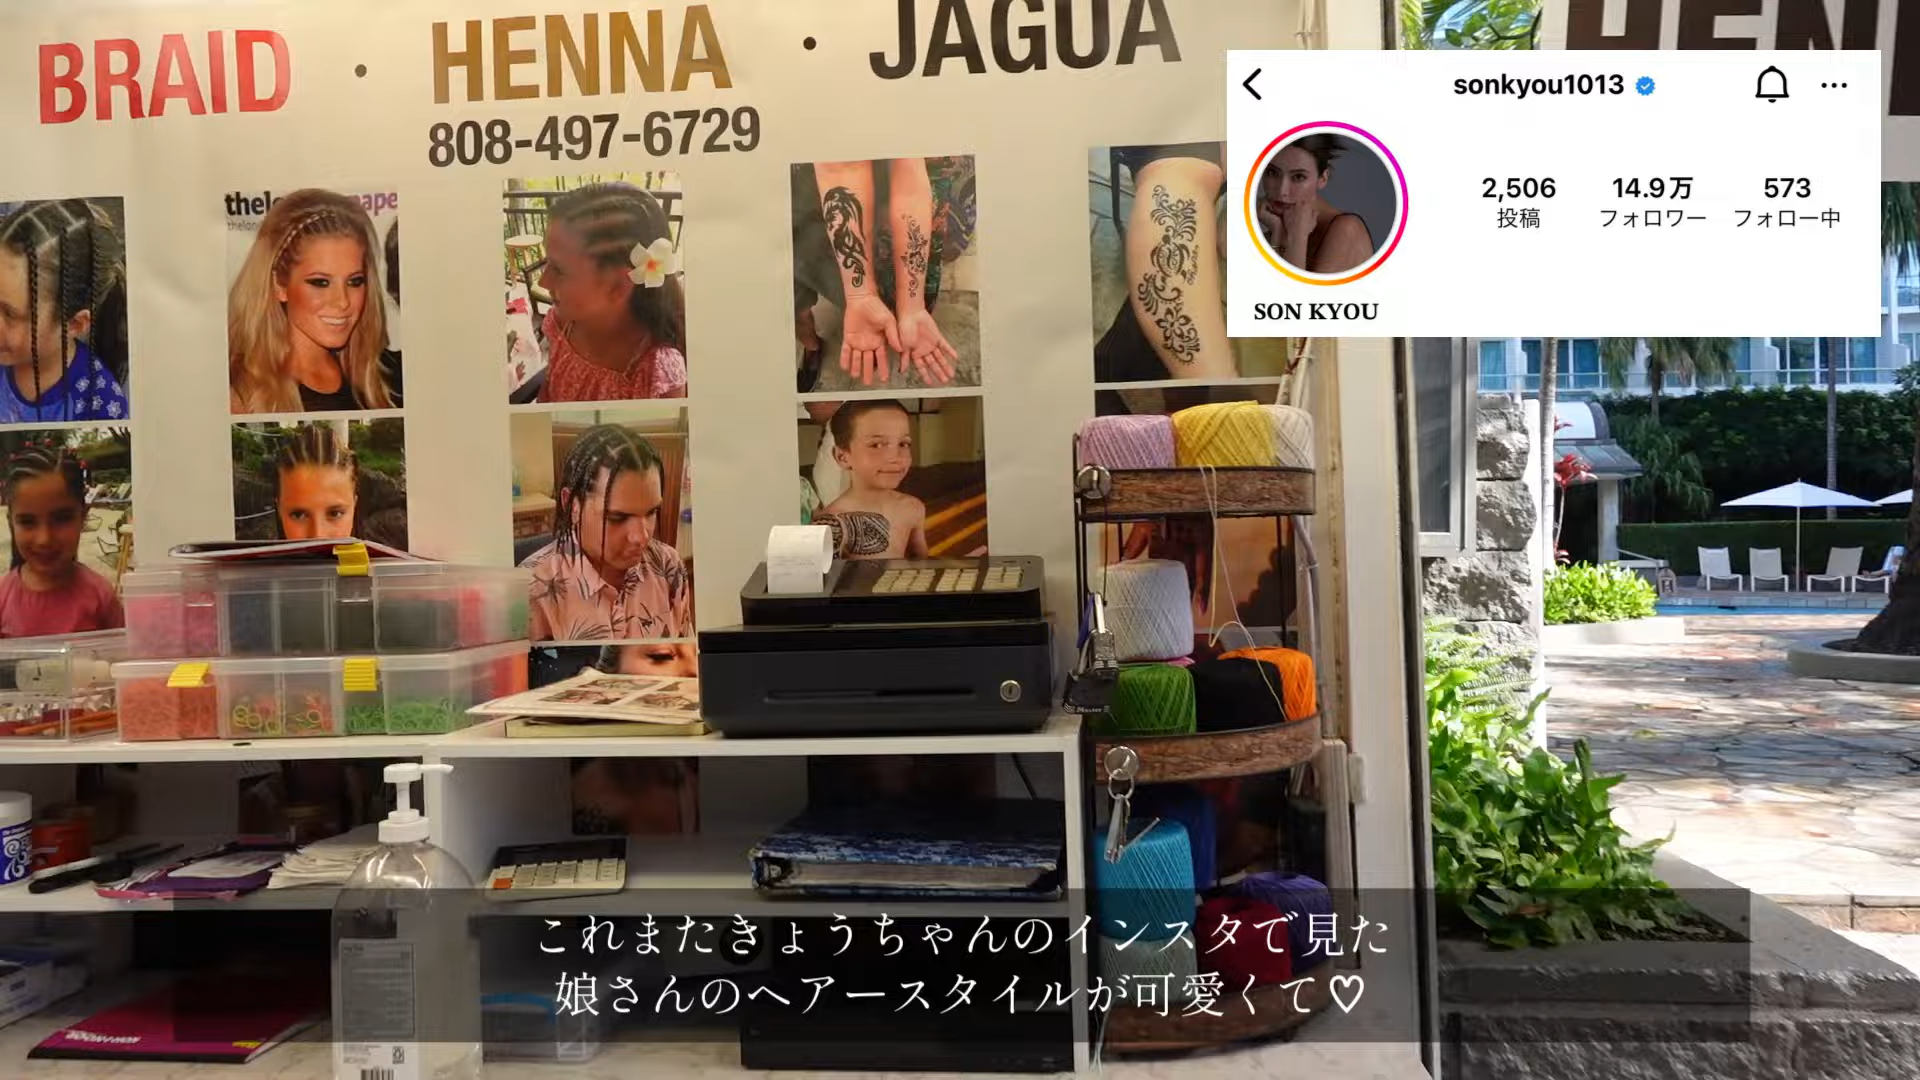 BRAID · HENNA · JAGUA
808-497-6729
HEN
sonkyou1013
2,506
投稿
14.9万
フォロワー
573
フォロー中
SON KYOU
Master
これまたきょうちゃんのインスタで見た
娘さんのヘアースタイルが可愛くて♡